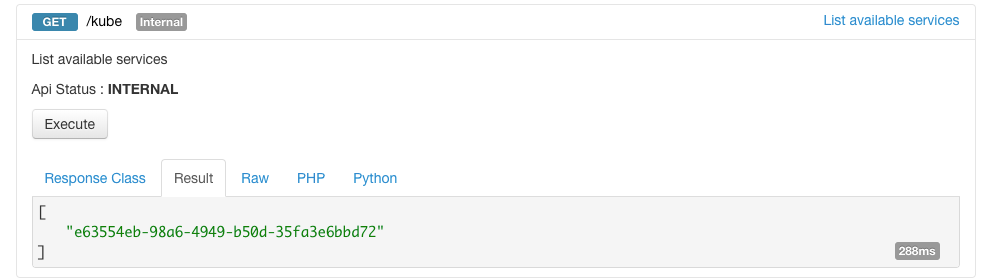 GET /kube Internal List available services
List available services
Api Status : INTERNAL
Execute
Response Class Result Raw PHP Python
[
"e63554eb-98a6-4949-b50d-35fa3e6bbd72"
]
288ms